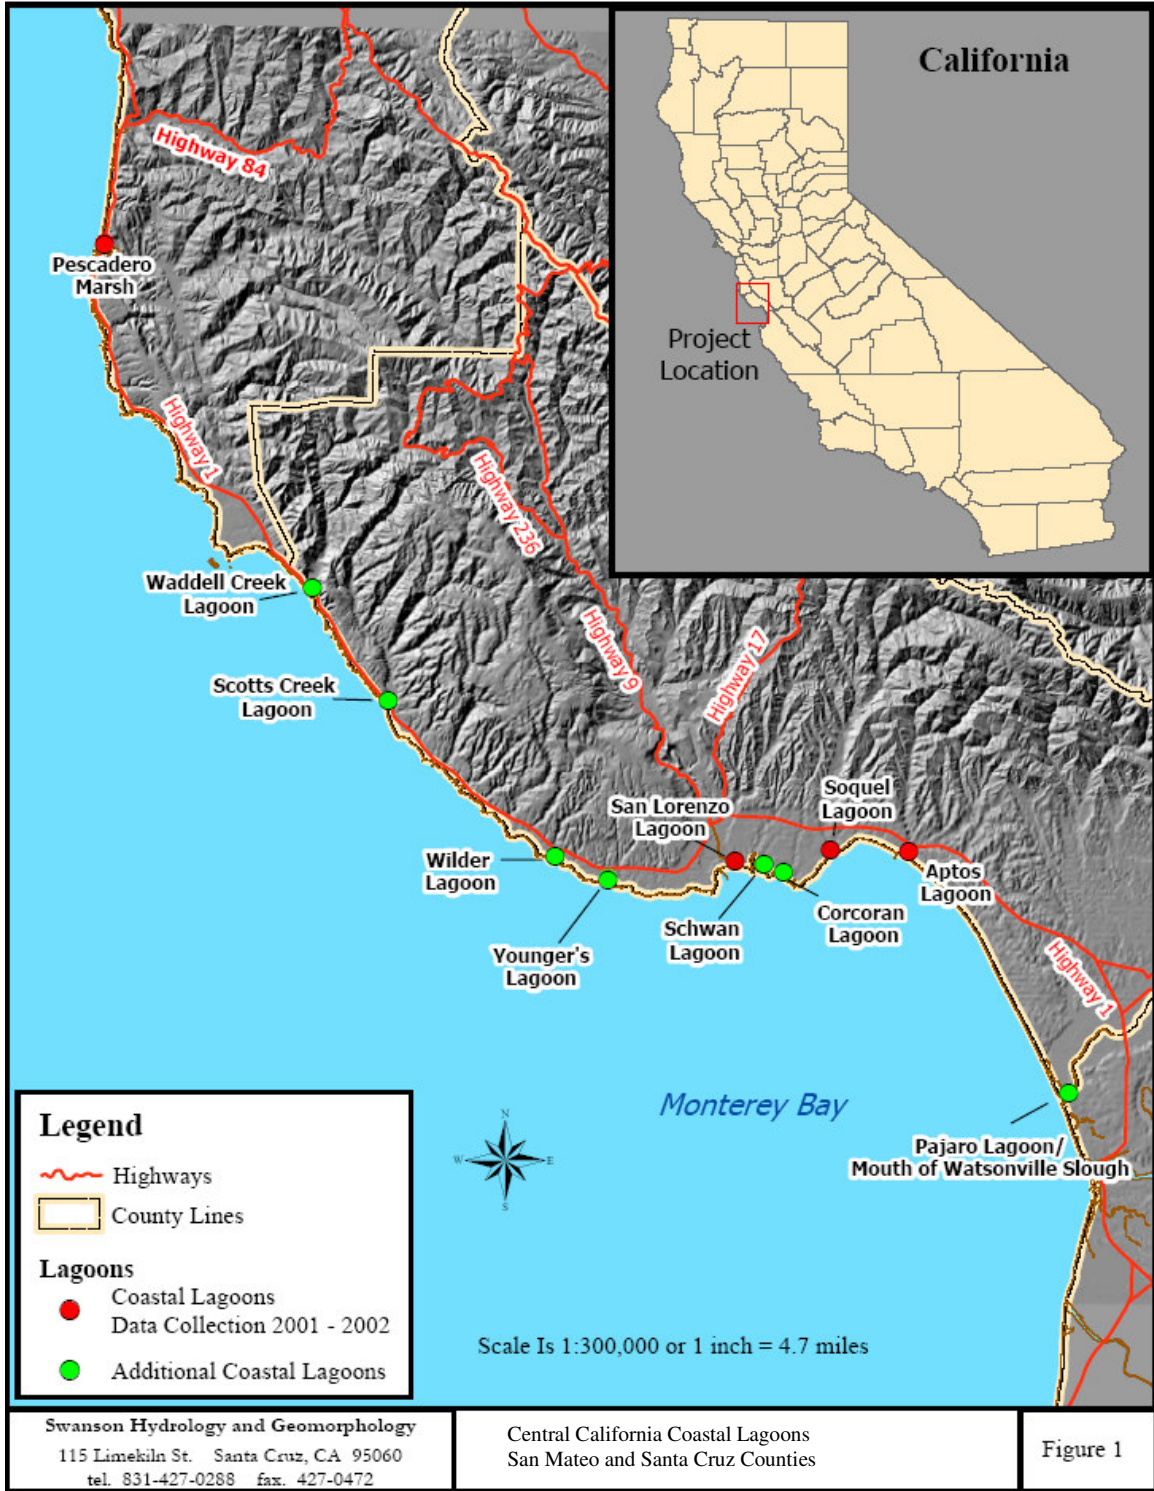 California
Project
Location
Highway 84
Pescadero
Marsh
Highway 1
Highway 236
Waddell Creek
Lagoon
Highway 9
Highway 17
Scotts Creek
Lagoon
San Lorenzo
Lagoon
Soquel
Lagoon
Wilder
Lagoon
Aptos
Lagoon
Schwan
Lagoon
Corcoran
Lagoon
Younger's
Lagoon
Highway 1
Monterey Bay
Pajaro Lagoon/
Mouth of Watsonville Slough
N
W
E
S
Legend
Highways
County Lines
Lagoons
Coastal Lagoons
Data Collection 2001 - 2002
Additional Coastal Lagoons
Scale Is 1:300,000 or 1 inch = 4.7 miles
Swanson Hydrology and Geomorphology
115 Limekiln St. Santa Cruz, CA 95060
tel. 831-427-0288 fax. 427-0472
Central California Coastal Lagoons
San Mateo and Santa Cruz Counties
Figure 1